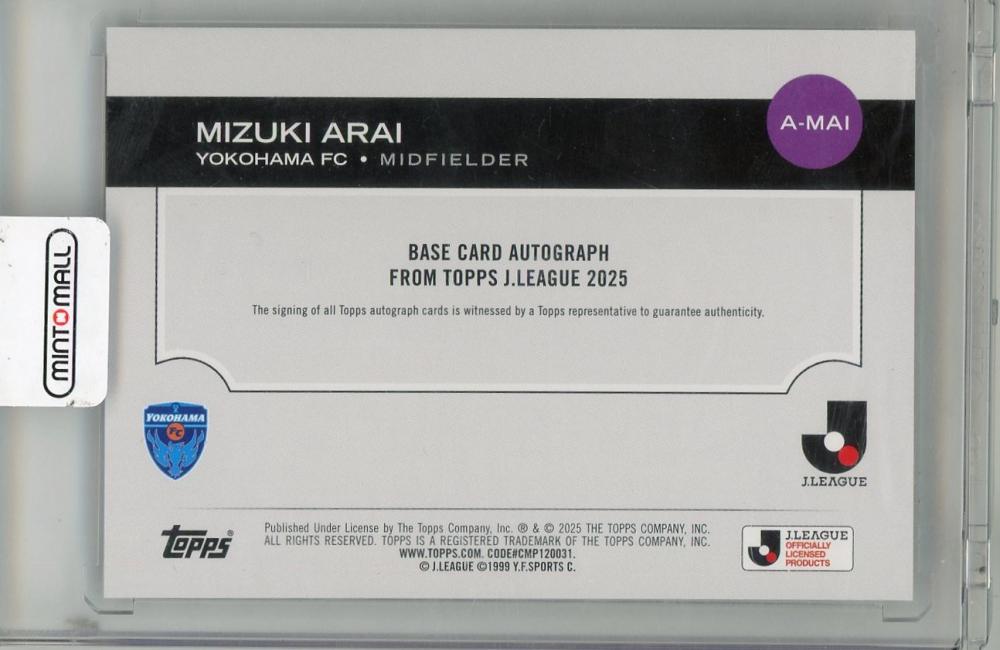 MIZUKI ARAI
YOKOHAMA FC • MIDFIELDER
A-MAI
BASE CARD AUTOGRAPH
FROM TOPPS J.LEAGUE 2025
The signing of all Topps autograph cards is witnessed by a Topps representative to guarantee authenticity.
MINTOMALL
YOKOHAMA
FC
J.LEAGUE
topps®
Published Under License by The Topps Company, Inc. ® & © 2025 THE TOPPS COMPANY, INC.
ALL RIGHTS RESERVED. TOPPS IS A REGISTERED TRADEMARK OF THE TOPPS COMPANY, INC.
WWW.TOPPS.COM. CODE#CMP120031.
© J.LEAGUE ©1999 Y.F.SPORTS C.
J.LEAGUE
OFFICIALLY
LICENSED
PRODUCTS